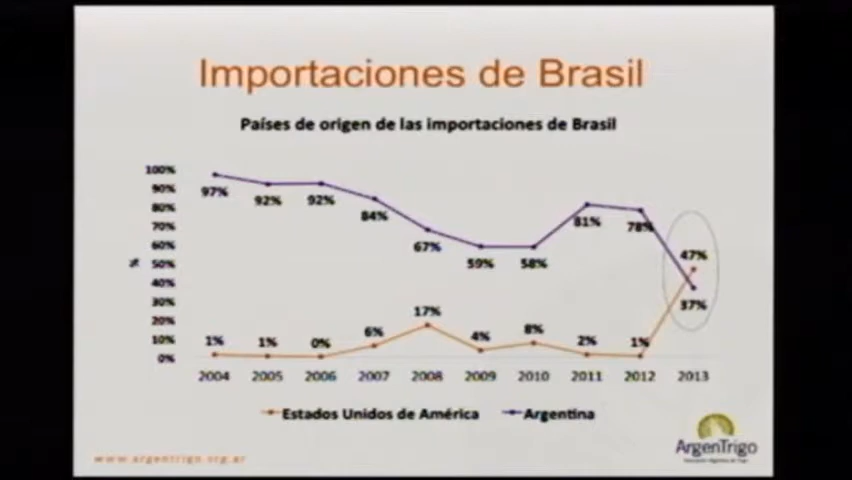 Importaciones de Brasil
Países de origen de las importaciones de Brasil
100%
90%
80%
70%
60%
50%
40%
30%
20%
10%
0%
%
97% 92% 92% 84% 67% 59% 58% 81% 78% 47%
37%
1% 1% 0% 6% 17% 4% 8% 2% 1%
2004 2005 2006 2007 2008 2009 2010 2011 2012 2013
Estados Unidos de América Argentina
www.argentrigo.org.ar
ArgenTrigo